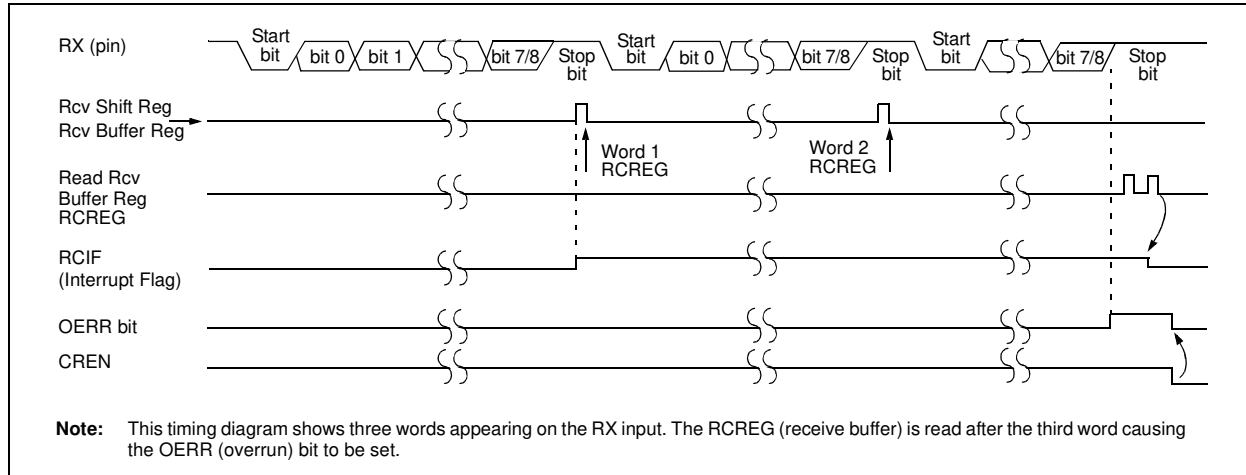 RX (pin)
Start
bit
bit 0
bit 1
bit 7/8
Stop
bit
Start
bit
bit 0
bit 7/8
Stop
bit
Start
bit
bit 7/8
Stop
bit
Rcv Shift Reg
Rcv Buffer Reg
Word 1
RCREG
Word 2
RCREG
Read Rcv
Buffer Reg
RCREG
RCIF
(Interrupt Flag)
OERR bit
CREN
Note: This timing diagram shows three words appearing on the RX input. The RCREG (receive buffer) is read after the third word causing
the OERR (overrun) bit to be set.